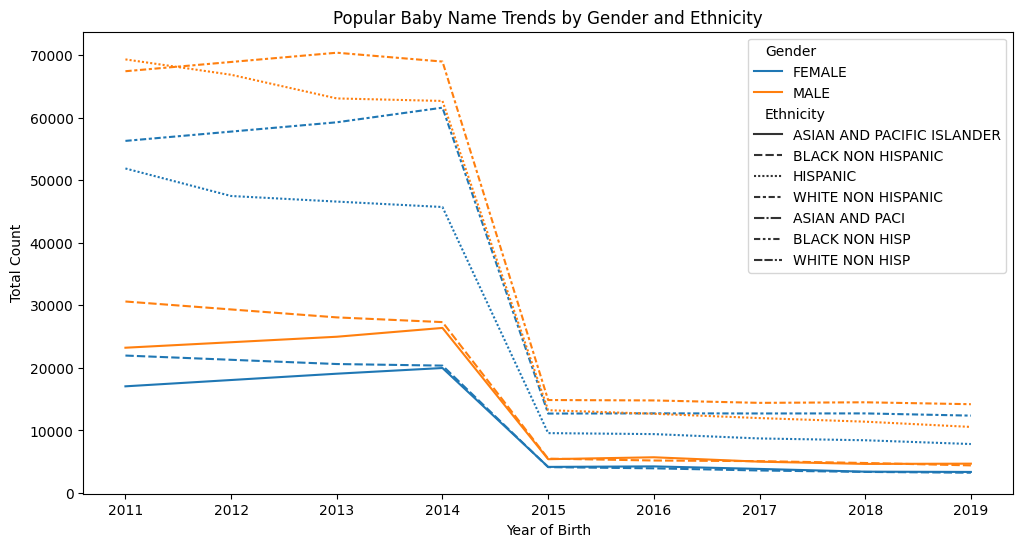 Popular Baby Name Trends by Gender and Ethnicity
70000
60000
50000
40000
30000
20000
10000
0
Total Count
2011 2012 2013 2014 2015 2016 2017 2018 2019
Year of Birth
Gender
FEMALE
MALE
Ethnicity
ASIAN AND PACIFIC ISLANDER
BLACK NON HISPANIC
HISPANIC
WHITE NON HISPANIC
ASIAN AND PACI
BLACK NON HISP
WHITE NON HISP